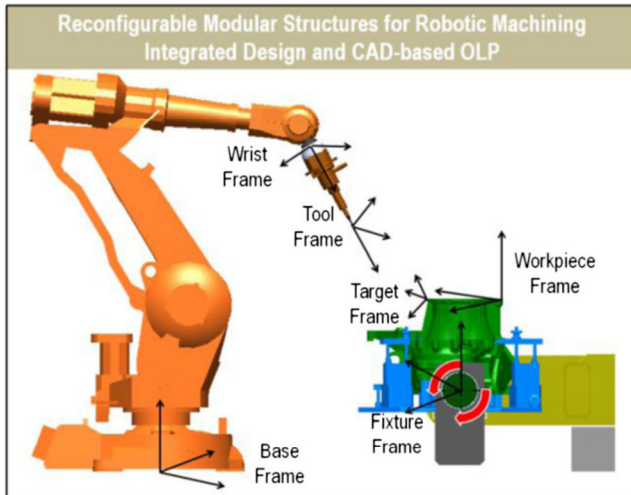 Reconfigurable Modular Structures for Robotic Machining
Integrated Design and CAD-based OLP
Wrist
Frame
Tool
Frame
Workpiece
Frame
Target
Frame
Fixture
Frame
Base
Frame